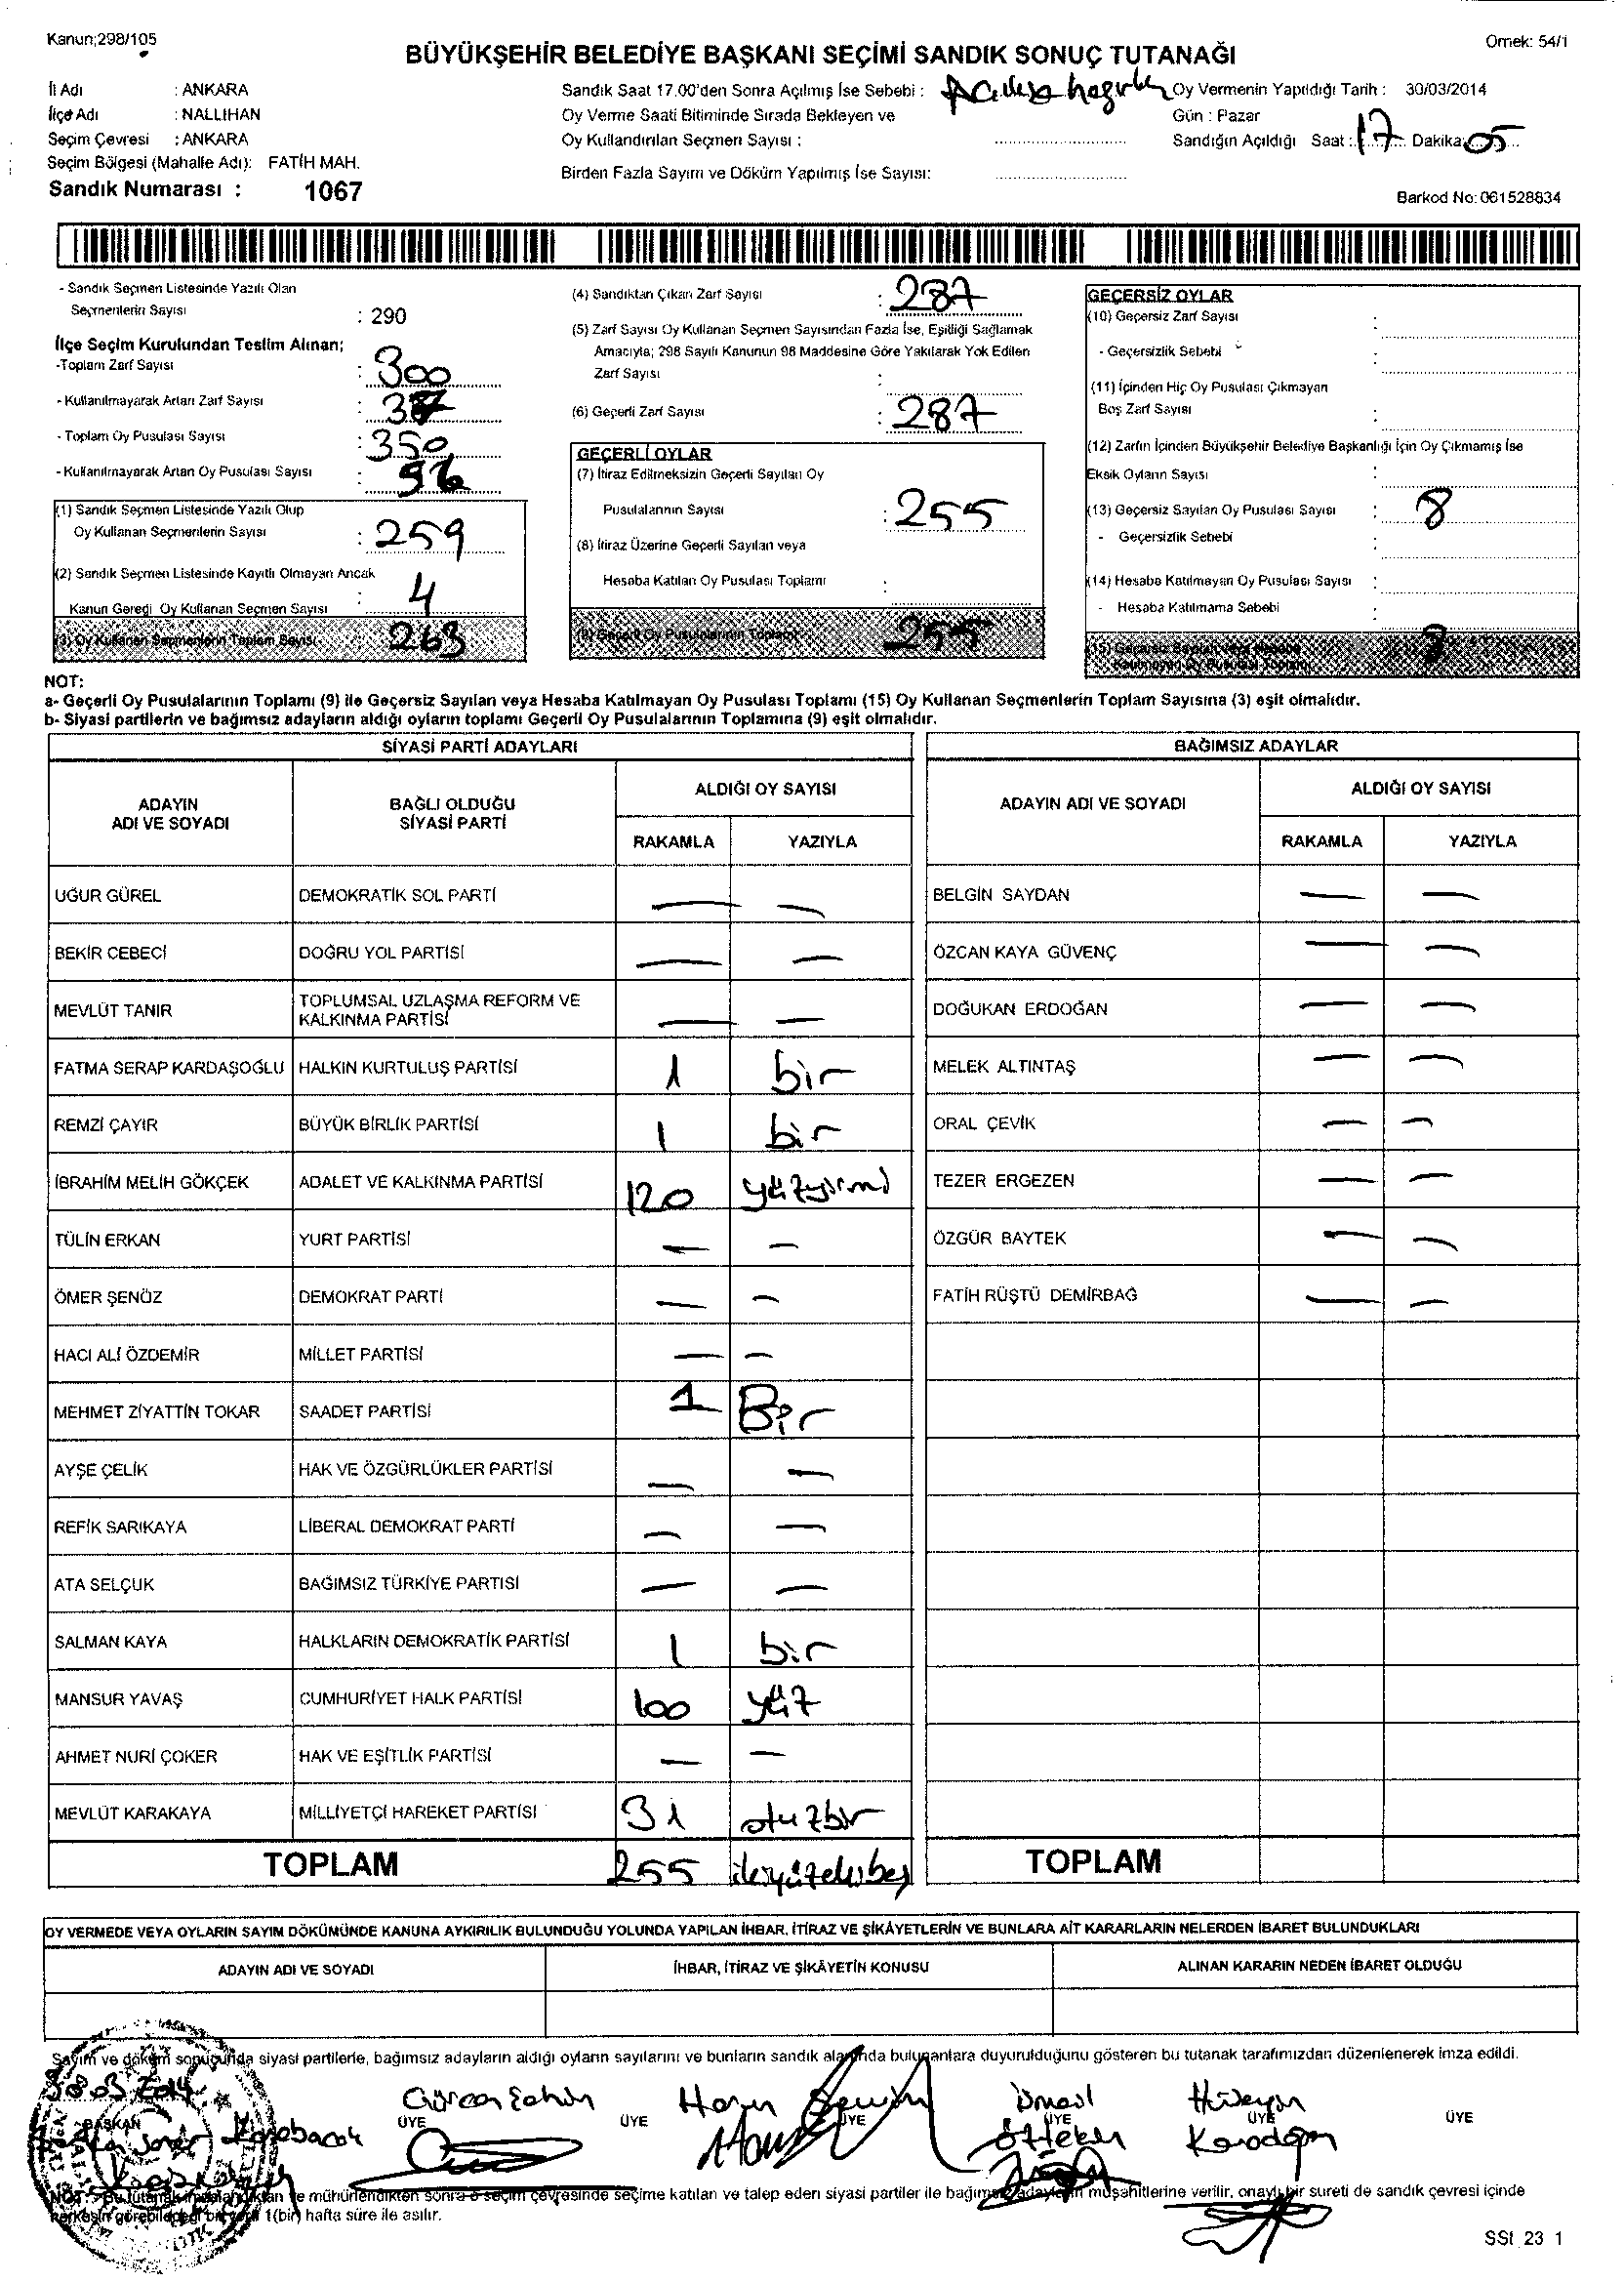 Kanun;298/105
Örnek: 54/1
BÜYÜKŞEHİR BELEDİYE BAŞKANI SEÇİMİ SANDIK SONUÇ TUTANAĞI
İl Adı : ANKARA
İlçe Adı : NALLIHAN
Seçim Çevresi : ANKARA
Seçim Bölgesi (Mahalle Adı): FATİH MAH.
Sandık Numarası : 1067
Sandık Saat 17.00'den Sonra Açılmış İse Sebebi :
Oy Verme Saati Bitiminde Sırada Bekleyen ve
Oy Kullandırılan Seçmen Sayısı :
Birden Fazla Sayım ve Döküm Yapılmış İse Sayısı:
Oy Vermenin Yapıldığı Tarih : 30/03/2014
Gün : Pazar
Sandığın Açıldığı Saat : 17 Dakika 05
Barkod No: 061528834
- Sandık Seçmen Listesinde Yazılı Olan
Seçmenlerin Sayısı : 290
İlçe Seçim Kurulundan Teslim Alınan;
-Toplam Zarf Sayısı : 300
- Kullanılmayarak Artan Zarf Sayısı :
- Toplam Oy Pusulası Sayısı : 350
- Kullanılmayarak Artan Oy Pusulası Sayısı :
(1) Sandık Seçmen Listesinde Yazılı Olup
Oy Kullanan Seçmenlerin Sayısı : 259
(2) Sandık Seçmen Listesinde Kayıtlı Olmayan Ancak
Kanun Gereği Oy Kullanan Seçmen Sayısı : 4
(3) Oy Kullanan Seçmenlerin Toplam Sayısı : 263
(4) Sandıktan Çıkan Zarf Sayısı : 287
(5) Zarf Sayısı Oy Kullanan Seçmen Sayısından Fazla İse, Eşitliği Sağlamak
Amacıyla; 298 Sayılı Kanunun 98 Maddesine Göre Yakılarak Yok Edilen
Zarf Sayısı :
(6) Geçerli Zarf Sayısı : 287
GEÇERLİ OYLAR
(7) İtiraz Edilmeksizin Geçerli Sayılan Oy
Pusulalarının Sayısı : 255
(8) İtiraz Üzerine Geçerli Sayılan veya
Hesaba Katılan Oy Pusulası Toplamı :
(9) Geçerli Oy Pusulalarının Toplamı : 255
GEÇERSİZ OYLAR
(10) Geçersiz Zarf Sayısı :
- Geçersizlik Sebebi
(11) İçinden Hiç Oy Pusulası Çıkmayan
Boş Zarf Sayısı :
(12) Zarfın İçinden Büyükşehir Belediye Başkanlığı İçin Oy Çıkmamış İse
Eksik Oyların Sayısı :
(13) Geçersiz Sayılan Oy Pusulası Sayısı : 8
- Geçersizlik Sebebi :
(14) Hesaba Katılmayan Oy Pusulası Sayısı :
- Hesaba Katılmama Sebebi :
(15) Geçersiz Sayılan veya Hesaba
Katılmayan Oy Pusulası Toplamı
NOT:
a- Geçerli Oy Pusulalarının Toplamı (9) ile Geçersiz Sayılan veya Hesaba Katılmayan Oy Pusulası Toplamı (15) Oy Kullanan Seçmenlerin Toplam Sayısına (3) eşit olmalıdır.
b- Siyasi partilerin ve bağımsız adayların aldığı oyların toplamı Geçerli Oy Pusulalarının Toplamına (9) eşit olmalıdır.
SİYASİ PARTİ ADAYLARI
ADAYIN ADI VE SOYADI
BAĞLI OLDUĞU SİYASİ PARTİ
ALDIĞI OY SAYISI
RAKAMLA YAZIYLA
UĞUR GÜREL DEMOKRATİK SOL PARTİ — —
BEKİR CEBECİ DOĞRU YOL PARTİSİ — —
MEVLÜT TANIR TOPLUMSAL UZLAŞMA REFORM VE KALKINMA PARTİSİ — —
FATMA SERAP KARDAŞOĞLU HALKIN KURTULUŞ PARTİSİ 1 bir
REMZİ ÇAYIR BÜYÜK BİRLİK PARTİSİ 1 bir
İBRAHİM MELİH GÖKÇEK ADALET VE KALKINMA PARTİSİ 120 yüzyirmi
TÜLİN ERKAN YURT PARTİSİ — —
ÖMER ŞENÖZ DEMOKRAT PARTİ — —
HACI ALİ ÖZDEMİR MİLLET PARTİSİ — —
MEHMET ZİYATTİN TOKAR SAADET PARTİSİ 1 Bir
AYŞE ÇELİK HAK VE ÖZGÜRLÜKLER PARTİSİ — —
REFİK SARIKAYA LİBERAL DEMOKRAT PARTİ — —
ATA SELÇUK BAĞIMSIZ TÜRKİYE PARTİSİ — —
SALMAN KAYA HALKLARIN DEMOKRATİK PARTİSİ 1 bir
MANSUR YAVAŞ CUMHURİYET HALK PARTİSİ 100 yüz
AHMET NURİ ÇOKER HAK VE EŞİTLİK PARTİSİ — —
MEVLÜT KARAKAYA MİLLİYETÇİ HAREKET PARTİSİ 31 otuzbir
TOPLAM 255 ikiyüzellibeş
BAĞIMSIZ ADAYLAR
ADAYIN ADI VE SOYADI
ALDIĞI OY SAYISI
RAKAMLA YAZIYLA
BELGİN SAYDAN — —
ÖZCAN KAYA GÜVENÇ — —
DOĞUKAN ERDOĞAN — —
MELEK ALTINTAŞ — —
ORAL ÇEVİK — —
TEZER ERGEZEN — —
ÖZGÜR BAYTEK — —
FATİH RÜŞTÜ DEMİRBAĞ — —
TOPLAM
OY VERMEDE VEYA OYLARIN SAYIM DÖKÜMÜNDE KANUNA AYKIRILIK BULUNDUĞU YOLUNDA YAPILAN İHBAR, İTİRAZ VE ŞİKÂYETLERİN VE BUNLARA AİT KARARLARIN NELERDEN İBARET BULUNDUKLARI
ADAYIN ADI VE SOYADI
İHBAR, İTİRAZ VE ŞİKÂYETİN KONUSU
ALINAN KARARIN NEDEN İBARET OLDUĞU
Sayım ve döküm sonucunda siyasi partilerle, bağımsız adayların aldığı oyların sayılarını ve bunların sandık alanında bulunanlara duyurulduğunu gösteren bu tutanak tarafımızdan düzenlenerek imza edildi.
30.03.2014
BAŞKAN ÜYE ÜYE ÜYE ÜYE ÜYE ÜYE
Gürcan Şahin
İsmail
Hüseyin
NOT: Bu tutanak imzalandıktan ve mühürlendikten sonra o seçim çevresinde seçime katılan ve talep eden siyasi partiler ile bağımsız adayların müşahitlerine verilir, onaylı bir sureti de sandık çevresi içinde
herkesin görebileceği bir yere 1(bir) hafta süre ile asılır.
SSt_23 1